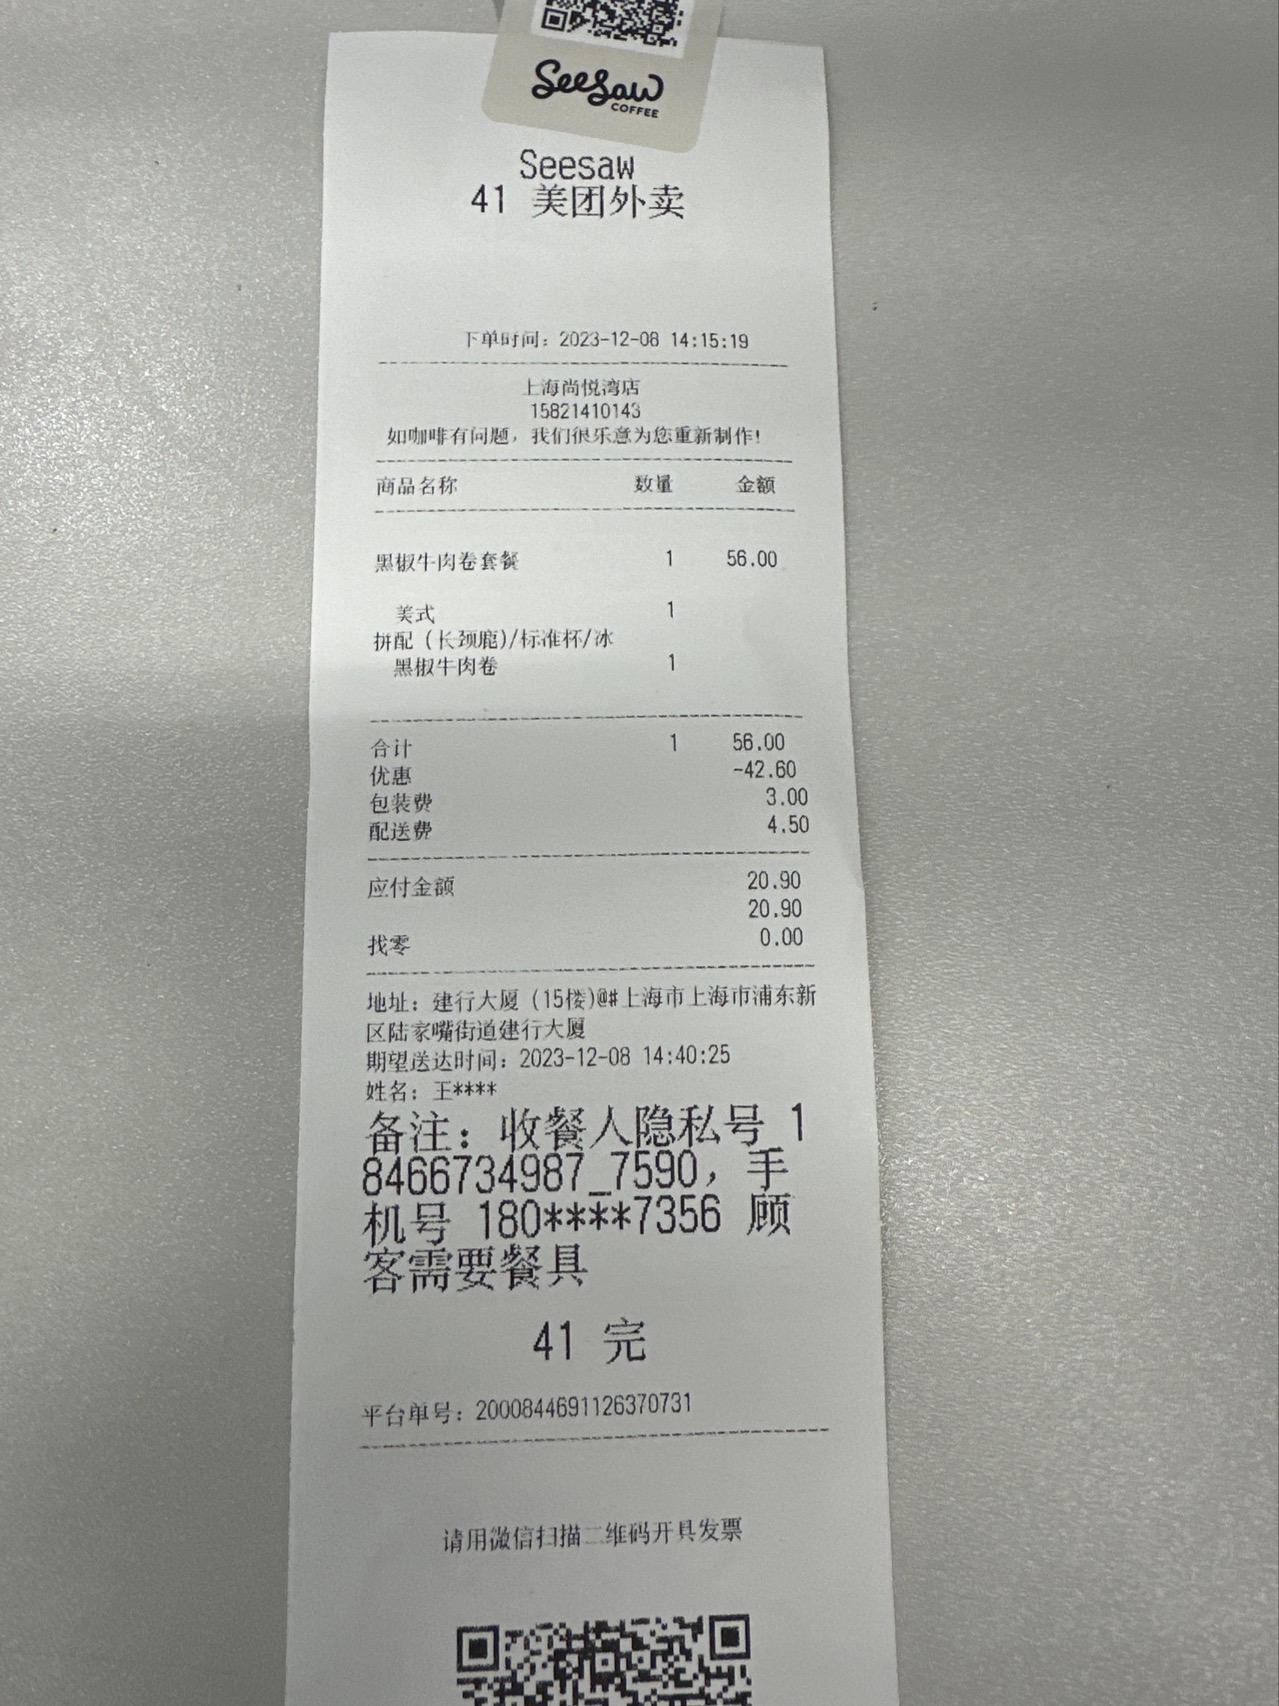 SeeSaw
COFFEE
Seesaw
41 美团外卖
下单时间：2023-12-08 14:15:19
上海尚悦湾店
15821410143
如咖啡有问题，我们很乐意为您重新制作！
商品名称 数量 金额
黑椒牛肉卷套餐 1 56.00
美式 1
拼配（长颈鹿)/标准杯/冰
黑椒牛肉卷 1
合计 1 56.00
优惠 -42.60
包装费 3.00
配送费 4.50
应付金额 20.90
20.90
找零 0.00
地址：建行大厦（15楼)@#上海市上海市浦东新
区陆家嘴街道建行大厦
期望送达时间：2023-12-08 14:40:25
姓名：王****
备注：收餐人隐私号 1
8466734987_7590，手
机号 180****7356 顾
客需要餐具
41 完
平台单号：2000844691126370731
请用微信扫描二维码开具发票